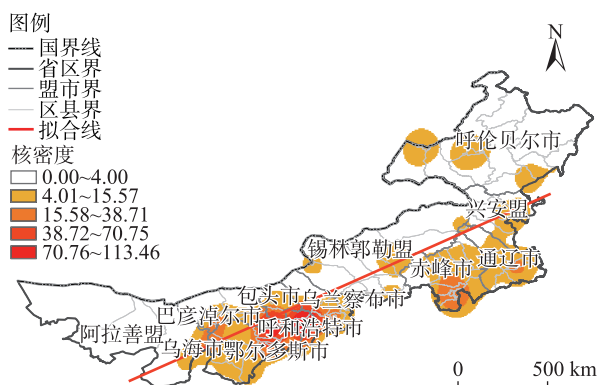 图例
国界线
省区界
盟市界
区县界
拟合线
核密度
0.00~4.00
4.01~15.57
15.58~38.71
38.72~70.75
70.76~113.46
N
呼伦贝尔市
兴安盟
锡林郭勒盟
赤峰市
通辽市
包头市
乌兰察布市
巴彦淖尔市
呼和浩特市
阿拉善盟
乌海市
鄂尔多斯市
0 500 km